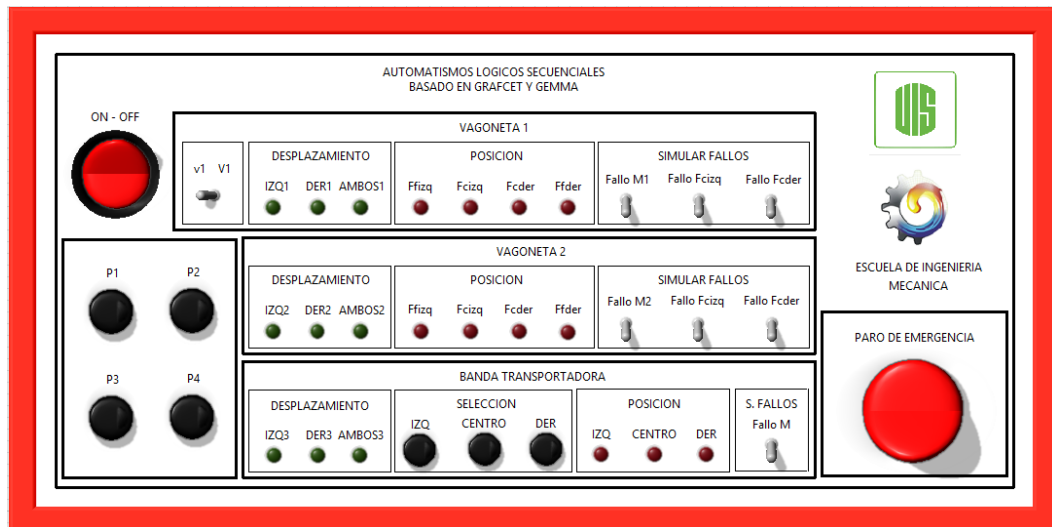 AUTOMATISMOS LOGICOS SECUENCIALES
BASADO EN GRAFCET Y GEMMA
UIS
ESCUELA DE INGENIERIA
MECANICA
ON - OFF
VAGONETA 1
v1 V1
DESPLAZAMIENTO
IZQ1 DER1 AMBOS1
POSICION
Ffizq Fcizq Fcder Ffder
SIMULAR FALLOS
Fallo M1 Fallo Fcizq Fallo Fcder
P1 P2
P3 P4
VAGONETA 2
DESPLAZAMIENTO
IZQ2 DER2 AMBOS2
POSICION
Ffizq Fcizq Fcder Ffder
SIMULAR FALLOS
Fallo M2 Fallo Fcizq Fallo Fcder
BANDA TRANSPORTADORA
DESPLAZAMIENTO
IZQ3 DER3 AMBOS3
SELECCION
IZQ CENTRO DER
POSICION
IZQ CENTRO DER
S. FALLOS
Fallo M
PARO DE EMERGENCIA